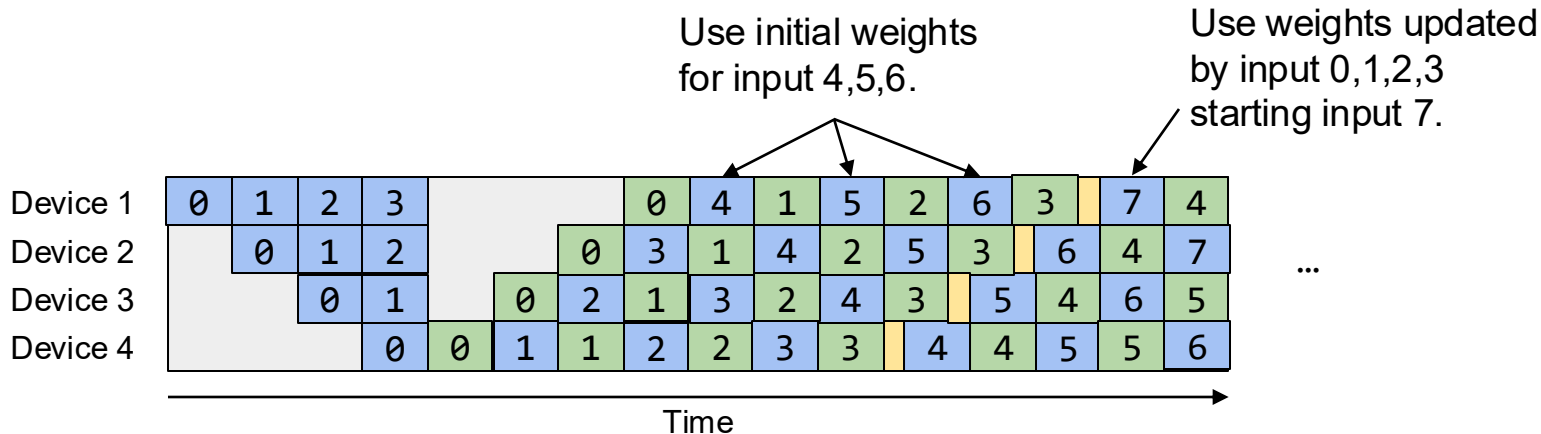 Use initial weights
for input 4,5,6.
Use weights updated
by input 0,1,2,3
starting input 7.
Device 1 0 1 2 3 0 4 1 5 2 6 3 7 4
Device 2 0 1 2 0 3 1 4 2 5 3 6 4 7
Device 3 0 1 0 2 1 3 2 4 3 5 4 6 5
Device 4 0 0 1 1 2 2 3 3 4 4 5 5 6
...
Time